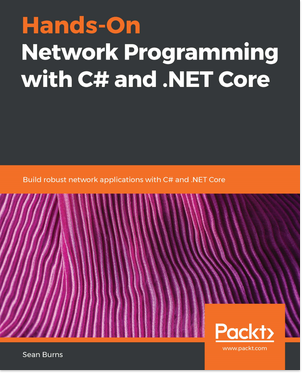 Hands-On
Network Programming
with C# and .NET Core
Build robust network applications with C# and .NET Core
Packt>
www.packt.com
Sean Burns